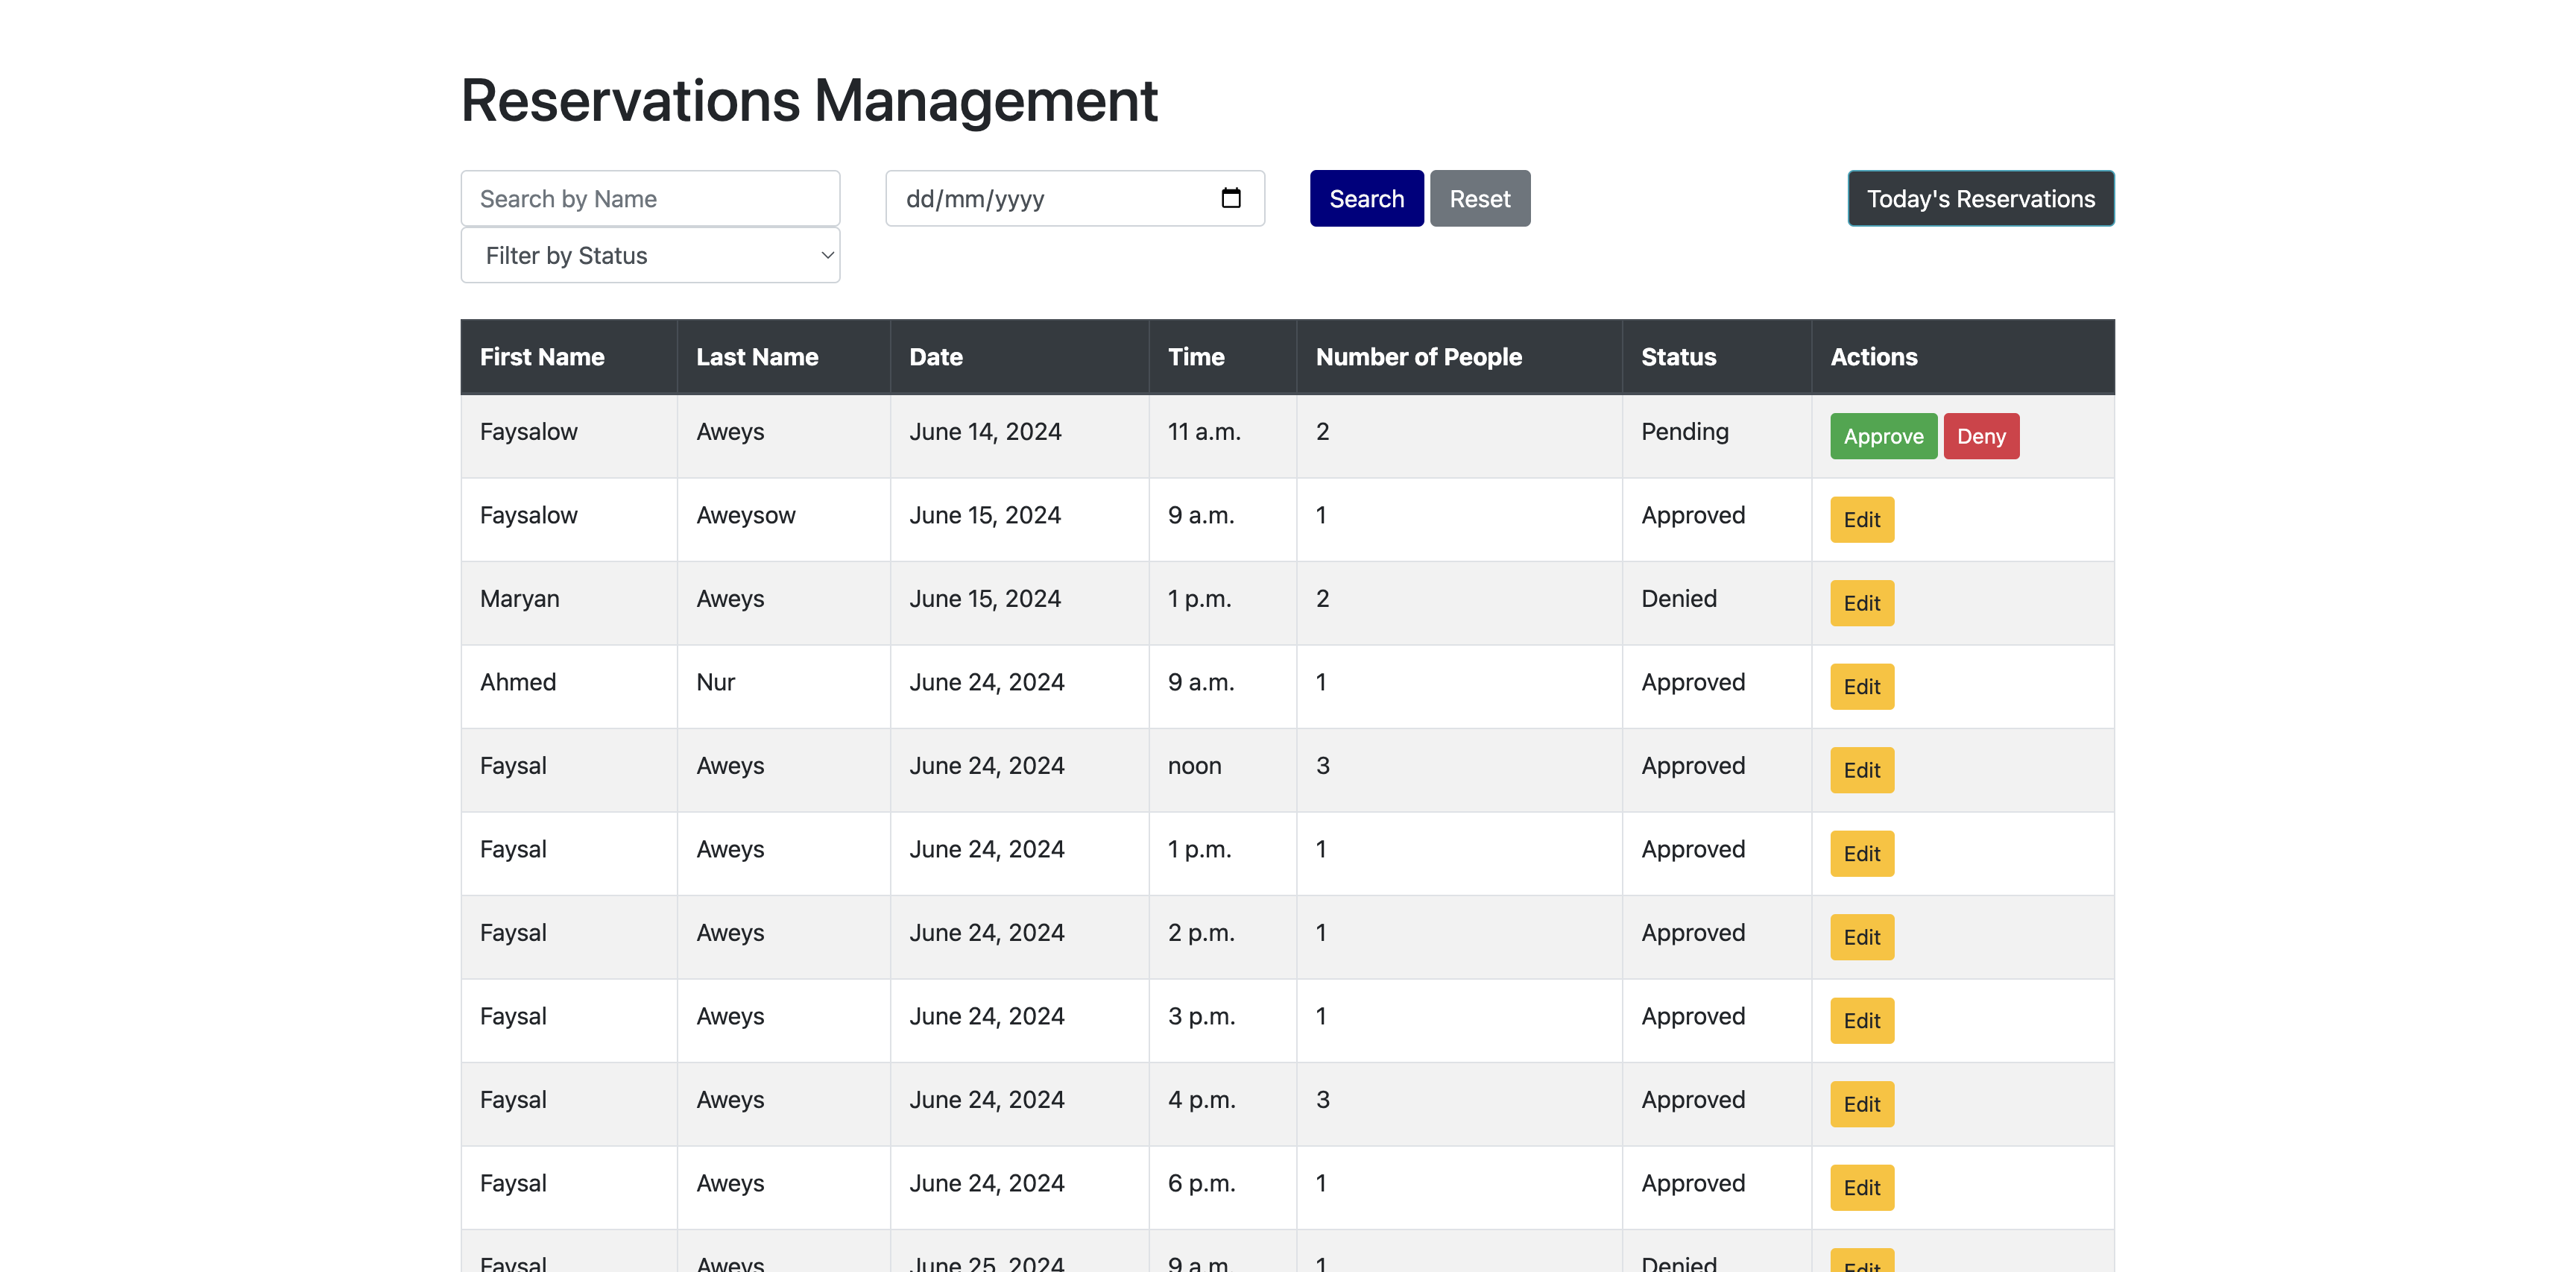 Reservations Management
Search by Name dd/mm/yyyy Search Reset Today's Reservations
Filter by Status
First Name Last Name Date Time Number of People Status Actions
Faysalow Aweys June 14, 2024 11 a.m. 2 Pending Approve Deny
Faysalow Aweysow June 15, 2024 9 a.m. 1 Approved Edit
Maryan Aweys June 15, 2024 1 p.m. 2 Denied Edit
Ahmed Nur June 24, 2024 9 a.m. 1 Approved Edit
Faysal Aweys June 24, 2024 noon 3 Approved Edit
Faysal Aweys June 24, 2024 1 p.m. 1 Approved Edit
Faysal Aweys June 24, 2024 2 p.m. 1 Approved Edit
Faysal Aweys June 24, 2024 3 p.m. 1 Approved Edit
Faysal Aweys June 24, 2024 4 p.m. 3 Approved Edit
Faysal Aweys June 24, 2024 6 p.m. 1 Approved Edit
Faysal Aweys June 25, 2024 9 a.m. 1 Denied Edit